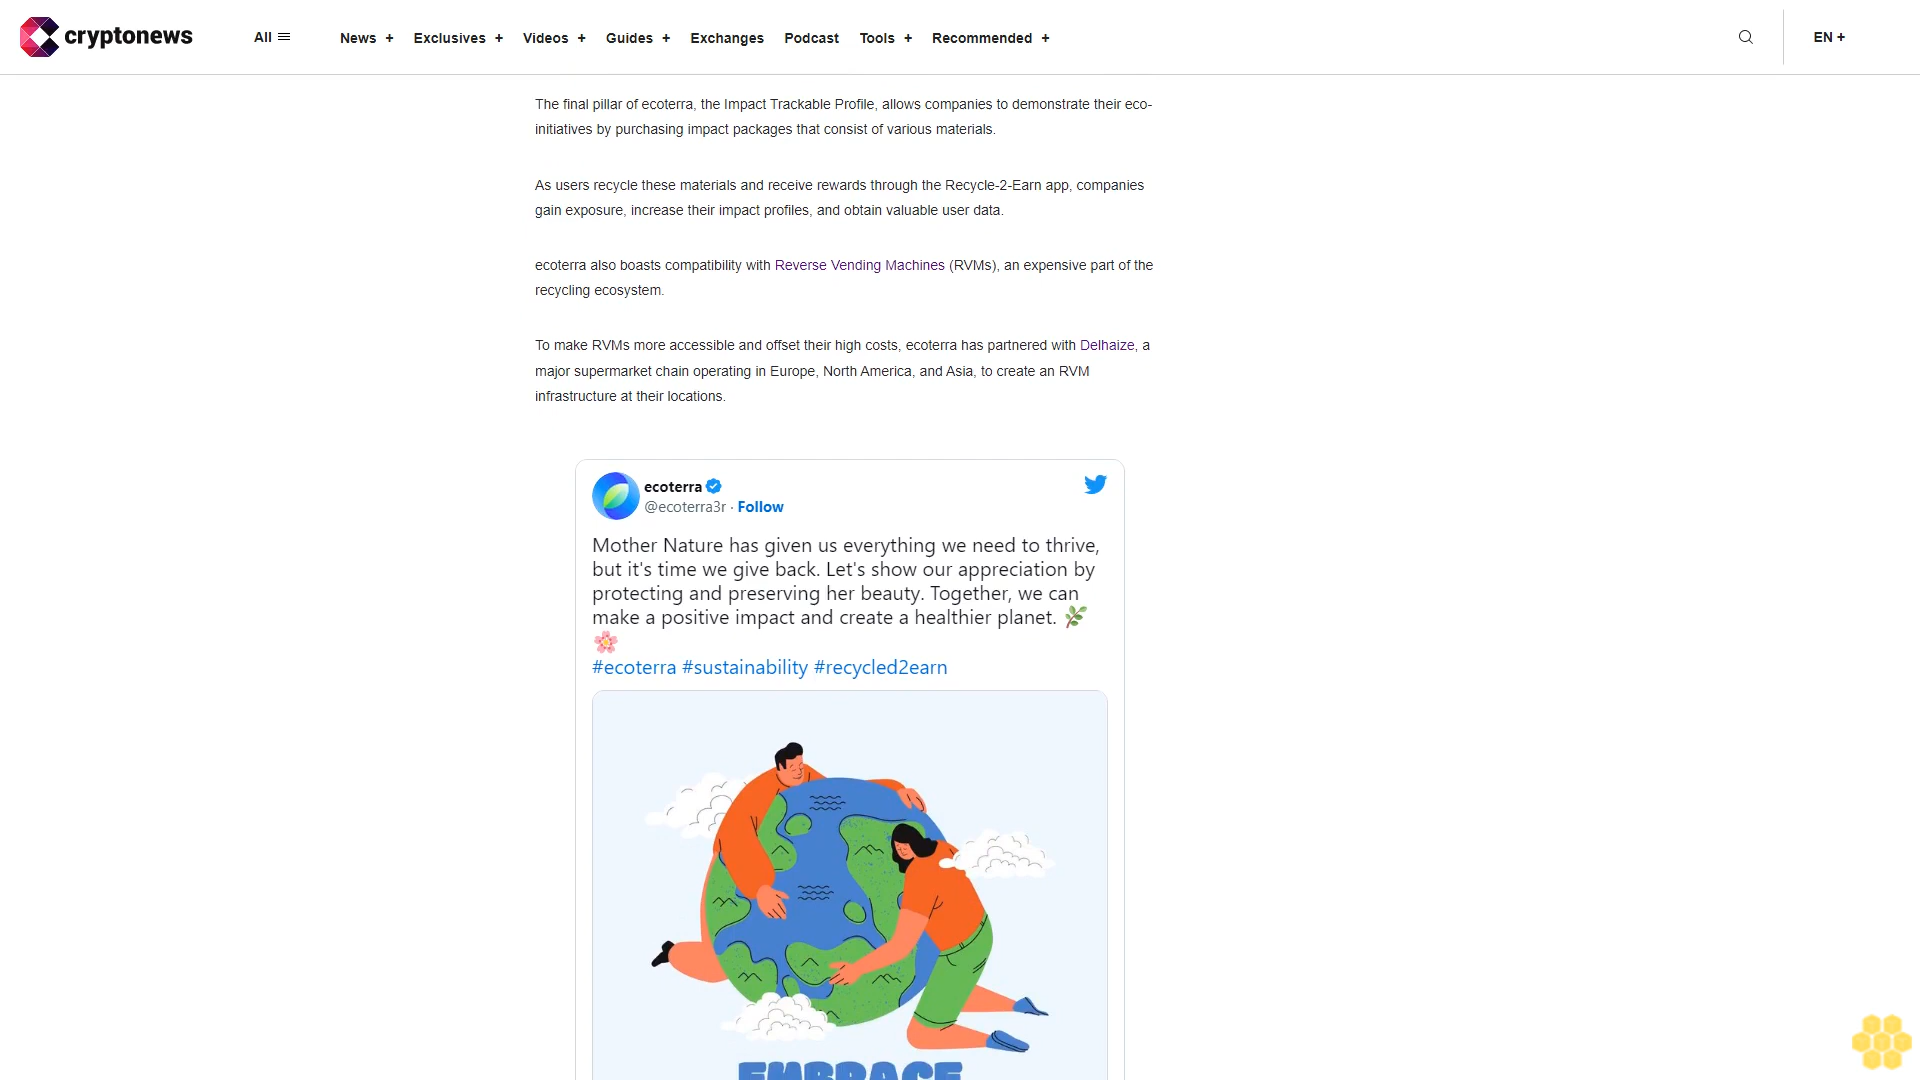 cryptonews
All
News +
Exclusives +
Videos +
Guides +
Exchanges
Podcast
Tools +
Recommended +
EN +
The final pillar of ecoterra, the Impact Trackable Profile, allows companies to demonstrate their eco-
initiatives by purchasing impact packages that consist of various materials.
As users recycle these materials and receive rewards through the Recycle-2-Earn app, companies
gain exposure, increase their impact profiles, and obtain valuable user data.
ecoterra also boasts compatibility with Reverse Vending Machines (RVMs), an expensive part of the
recycling ecosystem.
To make RVMs more accessible and offset their high costs, ecoterra has partnered with Delhaize, a
major supermarket chain operating in Europe, North America, and Asia, to create an RVM
infrastructure at their locations.
ecoterra
@ecoterra3r · Follow
Mother Nature has given us everything we need to thrive,
but it's time we give back. Let's show our appreciation by
protecting and preserving her beauty. Together, we can
make a positive impact and create a healthier planet. 🌿
🌸
#ecoterra #sustainability #recycled2earn
EMBRACE